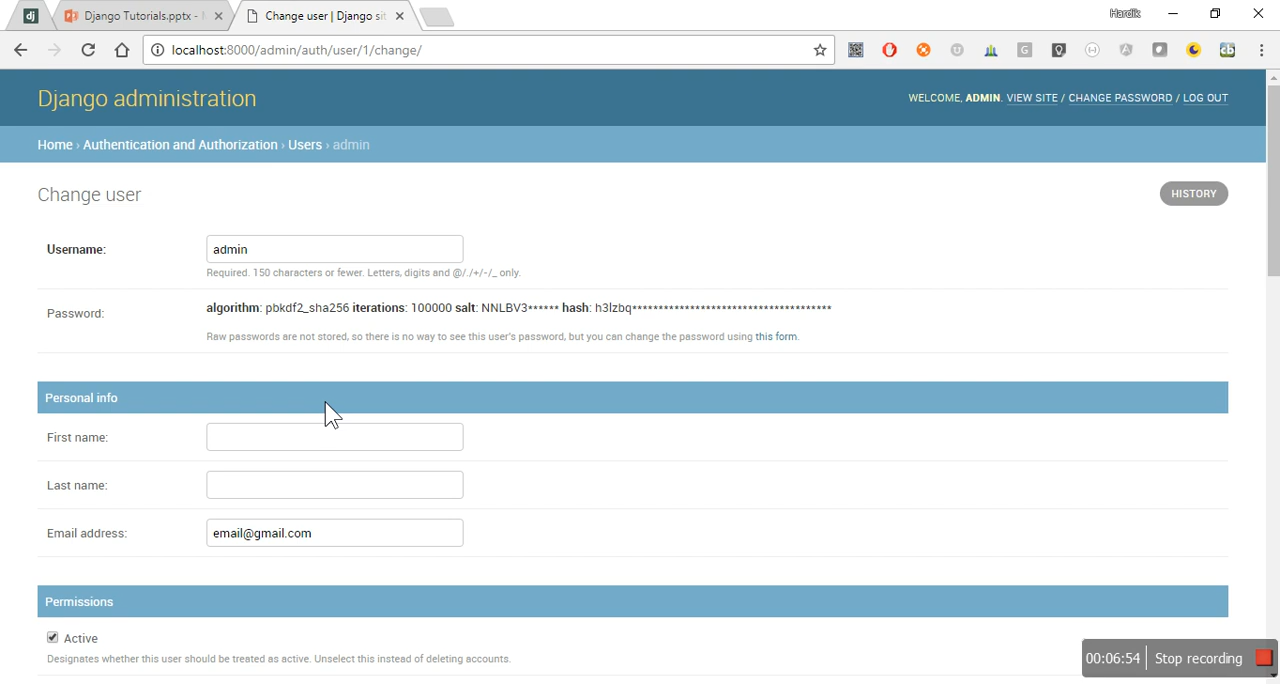 dj
Django Tutorials.pptx -
Change user | Django sit
Hardik
localhost:8000/admin/auth/user/1/change/
Django administration
WELCOME, ADMIN. VIEW SITE / CHANGE PASSWORD / LOG OUT
Home › Authentication and Authorization › Users › admin
Change user
HISTORY
Username:
admin
Required. 150 characters or fewer. Letters, digits and @/./+/-/_ only.
Password:
algorithm: pbkdf2_sha256 iterations: 100000 salt: NNLBV3****** hash: h3lzbq**************************************
Raw passwords are not stored, so there is no way to see this user's password, but you can change the password using this form.
Personal info
First name:
Last name:
Email address:
email@gmail.com
Permissions
Active
Designates whether this user should be treated as active. Unselect this instead of deleting accounts.
00:06:54
Stop recording